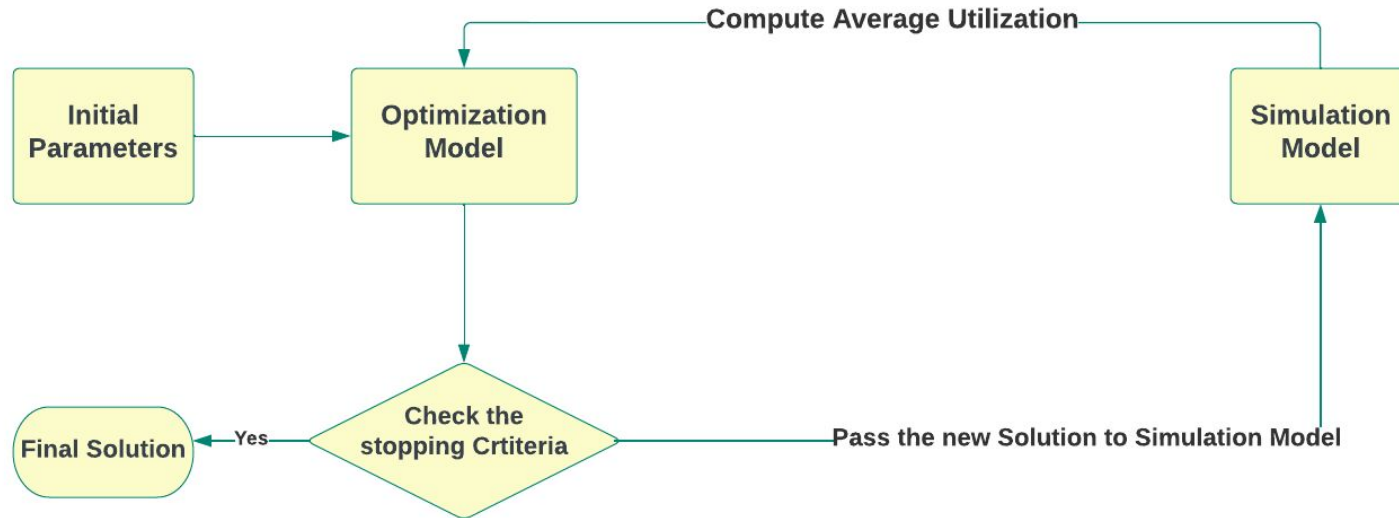 Compute Average Utilization
Initial
Parameters
Optimization
Model
Simulation
Model
Check the
stopping Crtiteria
Final Solution
Yes
Pass the new Solution to Simulation Model